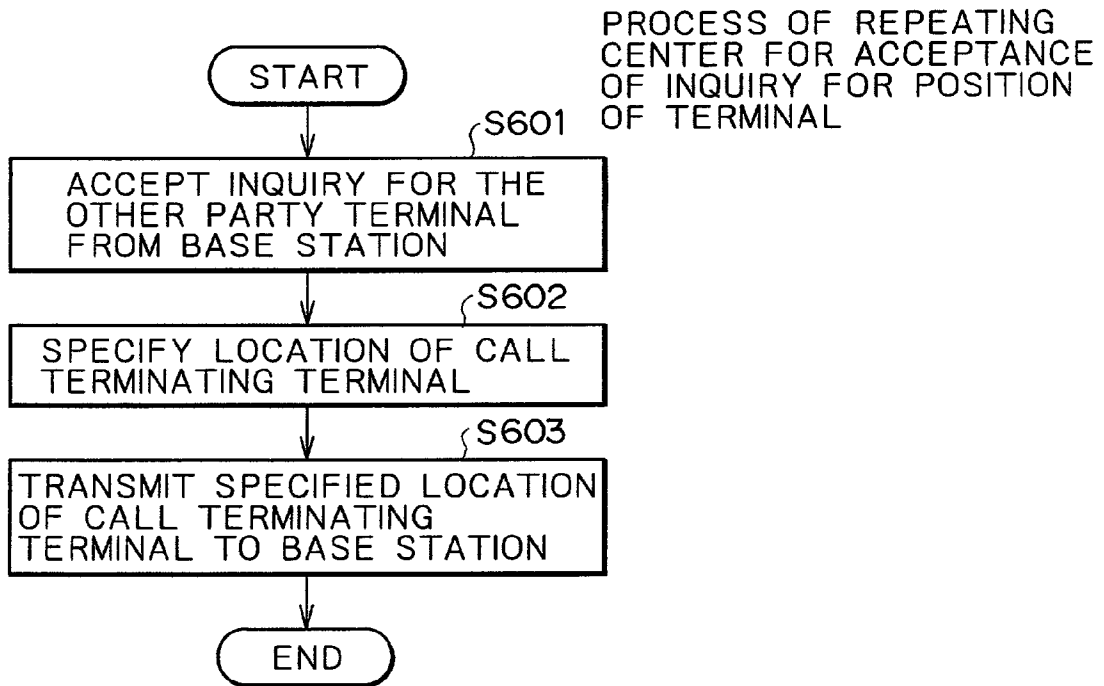 PROCESS OF REPEATING
CENTER FOR ACCEPTANCE
OF INQUIRY FOR POSITION
OF TERMINAL
START
S601
ACCEPT INQUIRY FOR THE
OTHER PARTY TERMINAL
FROM BASE STATION
S602
SPECIFY LOCATION OF CALL
TERMINATING TERMINAL
S603
TRANSMIT SPECIFIED LOCATION
OF CALL TERMINATING
TERMINAL TO BASE STATION
END